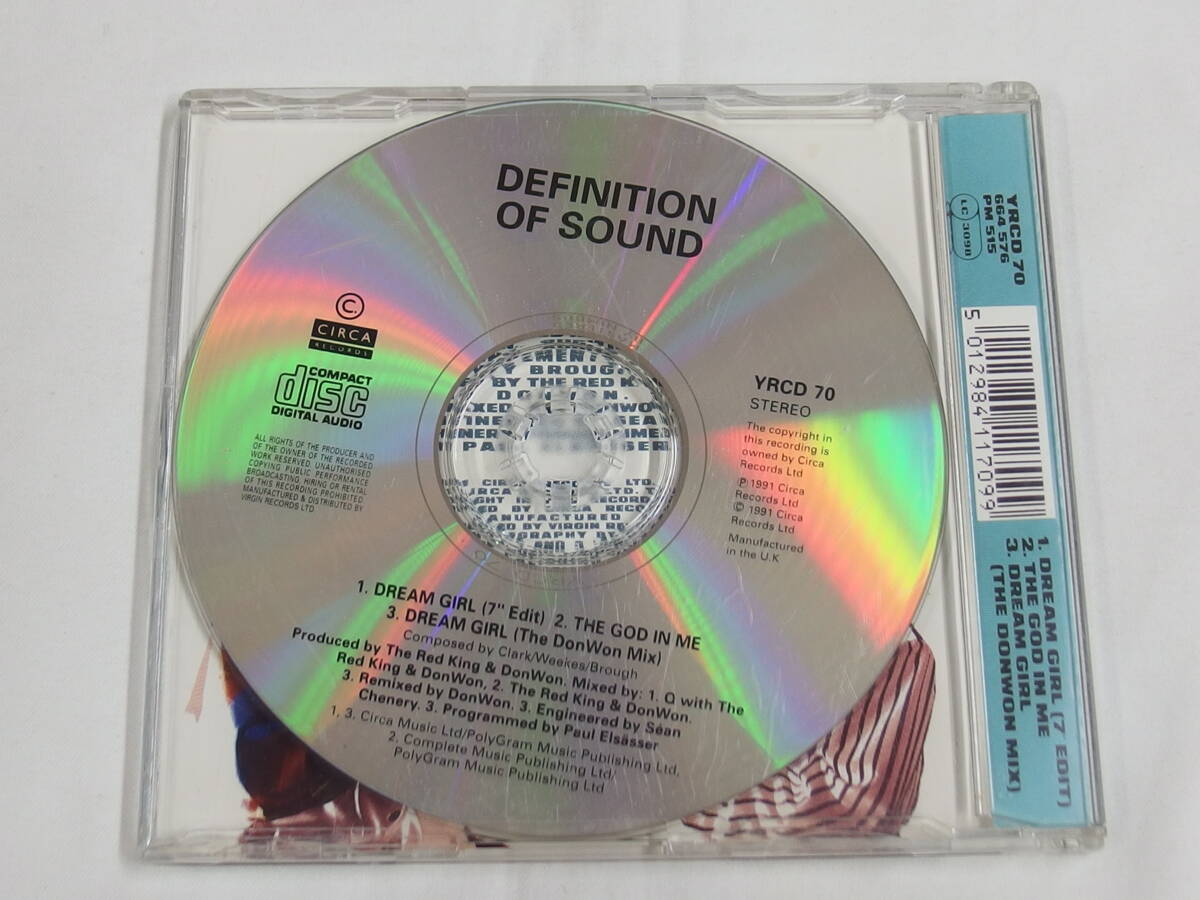 DEFINITION
OF SOUND
C.
CIRCA
RECORDS
COMPACT
disc
DIGITAL AUDIO
ALL RIGHTS OF THE PRODUCER AND
OF THE OWNER OF THE RECORDED
WORK RESERVED. UNAUTHORISED
COPYING PUBLIC PERFORMANCE
BROADCASTING. HIRING OR RENTAL
OF THIS RECORDING PROHIBITED
MANUFACTURED & DISTRIBUTED BY
VIRGIN RECORDS LTD.
YRCD 70
STEREO
The copyright in
this recording is
owned by Circa
Records Ltd
℗ 1991 Circa
Records Ltd
© 1991 Circa
Records Ltd
Manufactured
in the U.K
1. DREAM GIRL (7" Edit) 2. THE GOD IN ME
3. DREAM GIRL (The DonWon Mix)
Composed by Clark/Weekes/Brough
Produced by The Red King & DonWon. Mixed by: 1. Q with The
Red King & DonWon, 2. The Red King & DonWon.
3. Remixed by DonWon. 3. Engineered by Séan
Chenery. 3. Programmed by Paul Elsässer
1, 3. Circa Music Ltd/PolyGram Music Publishing Ltd,
2. Complete Music Publishing Ltd/
PolyGram Music Publishing Ltd
BY THE RED K
YRCD 70
664 576
PM 515
LC 3098
5 012984 117099
1. DREAM GIRL (7" EDIT)
2. THE GOD IN ME
3. DREAM GIRL
(THE DONWON MIX)